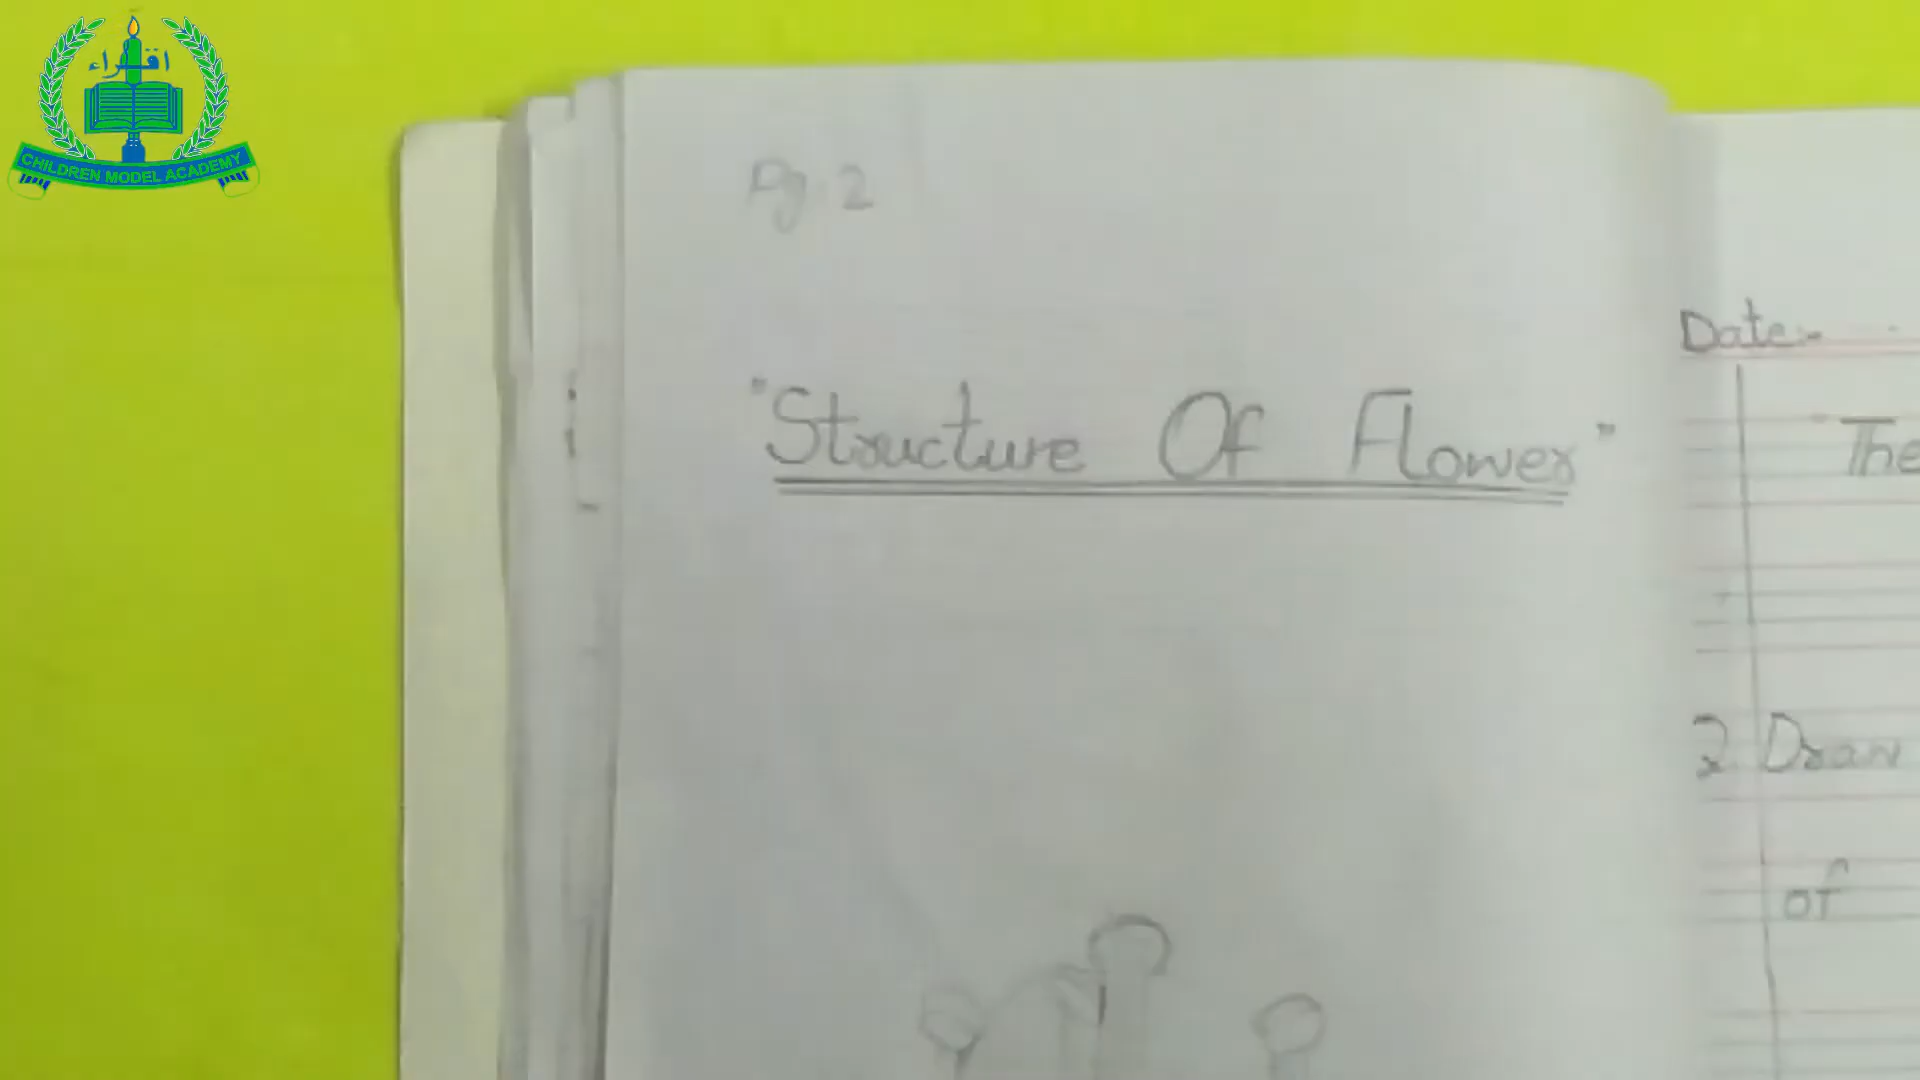 اقراء
CHILDREN MODEL ACADEMY
Pg. 2
"Structure Of Flower"
Date:-
"The
2. Draw
of